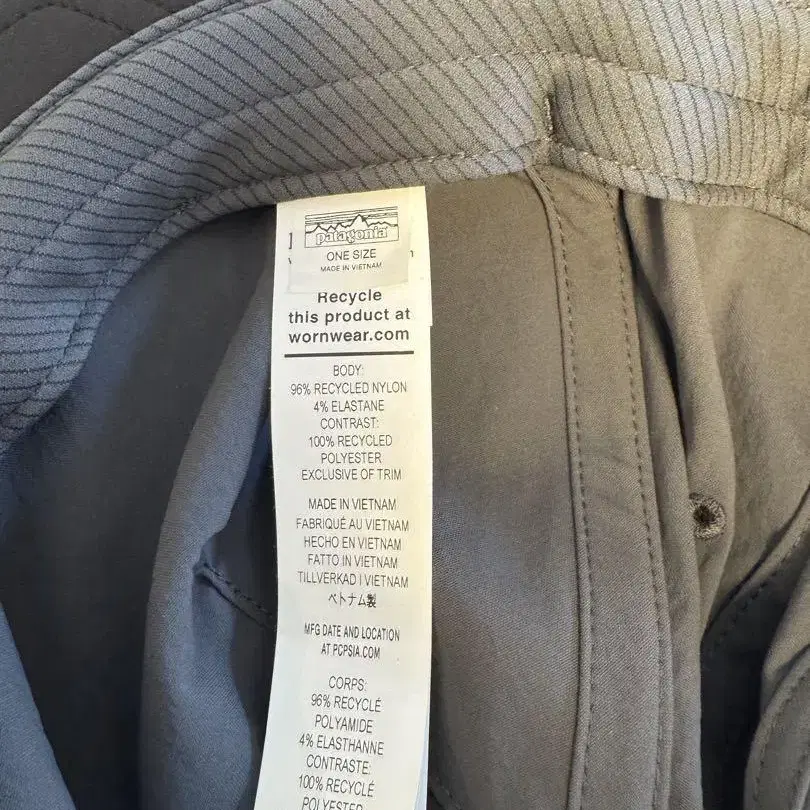 patagonia
ONE SIZE
MADE IN VIETNAM
Recycle
this product at
wornwear.com
BODY:
96% RECYCLED NYLON
4% ELASTANE
CONTRAST:
100% RECYCLED
POLYESTER
EXCLUSIVE OF TRIM
MADE IN VIETNAM
FABRIQUÉ AU VIETNAM
HECHO EN VIETNAM
FATTO IN VIETNAM
TILLVERKAD I VIETNAM
ベトナム製
MFG DATE AND LOCATION
AT PCPSIA.COM
CORPS:
96% RECYCLÉ
POLYAMIDE
4% ELASTHANNE
CONTRASTE:
100% RECYCLÉ
POLYESTER